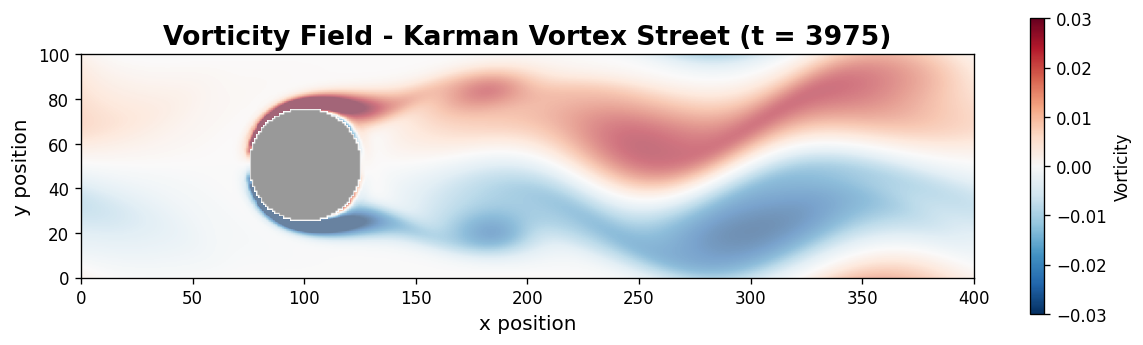 Vorticity Field - Karman Vortex Street (t = 3975)
y position
100
80
60
40
20
0
0 50 100 150 200 250 300 350 400
x position
0.03
0.02
0.01
0.00
−0.01
−0.02
−0.03
Vorticity